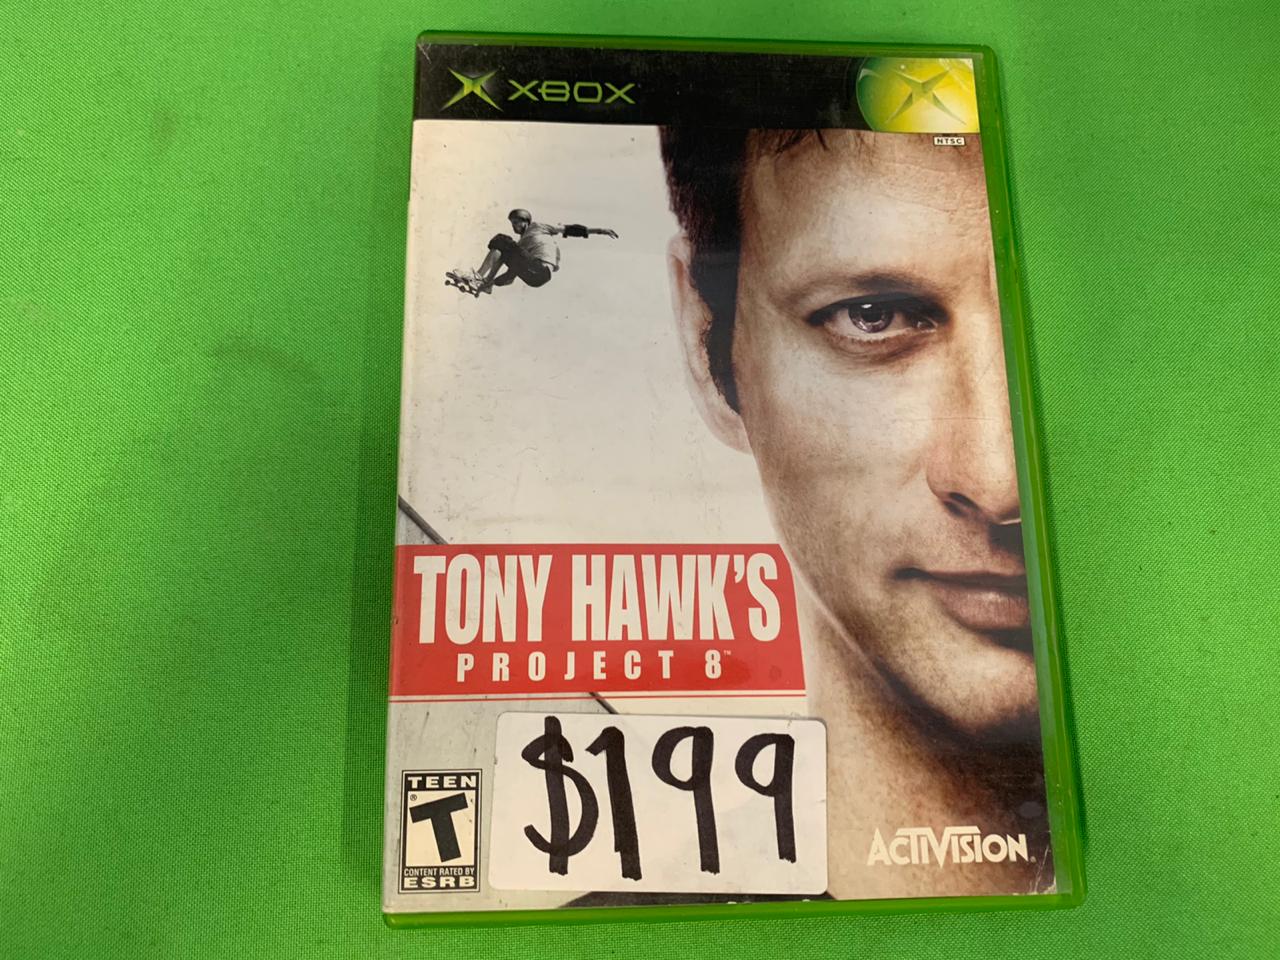 XBOX
NTSC
TONY HAWK'S
PROJECT 8™
$199
TEEN
T
®
CONTENT RATED BY
ESRB
ACTIVISION®